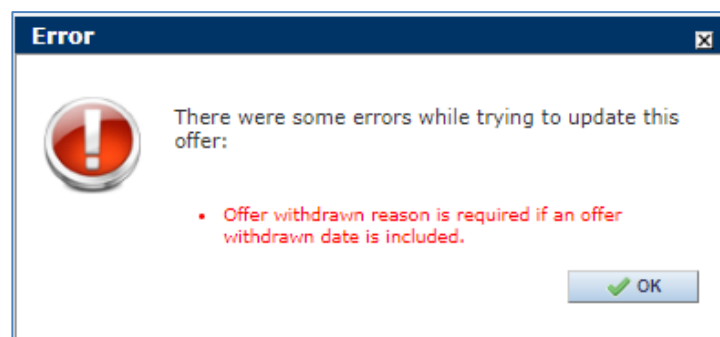 Error
There were some errors while trying to update this
offer:
• Offer withdrawn reason is required if an offer
withdrawn date is included.
OK